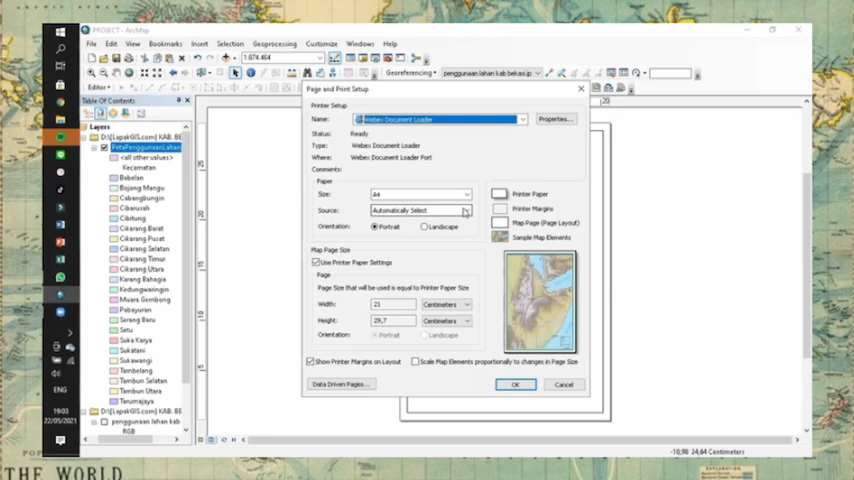 PROJECT - ArcMap
File Edit View Bookmarks Insert Selection Geoprocessing Customize Windows Help
1:074.464
Georeferencing penggunaan lahan kab bekasi.jp
Editor
Table Of Contents
Layers
D:\[LapakGIS.com] KAB. BE
PetaPenggunaanLahan
<all other values>
Kecamatan
Babelan
Bojong Mangu
Cabangbungin
Cibarusah
Cibitung
Cikarang Barat
Cikarang Pusat
Cikarang Selatan
Cikarang Timur
Cikarang Utara
Karang Bahagia
Kedungwaringin
Muara Gembong
Pabayuran
Serang Baru
Setu
Suka Karya
Sukatani
Sukawangi
Tambelang
Tambun Selatan
Tambun Utara
Tarumajaya
D:\[LapakGIS.com] KAB. BE
penggunaan lahan kab
RGB
ENG
19:03
22/05/2021
Page and Print Setup
Printer Setup
Name: Webex Document Loader Properties...
Status: Ready
Type: Webex Document Loader
Where: Webex Document Loader Port
Comments:
Paper
Size: A4
Source: Automatically Select
Orientation: Portrait Landscape
Printer Paper
Printer Margins
Map Page (Page Layout)
Sample Map Elements
Map Page Size
Use Printer Paper Settings
Page
Page Size that will be used is equal to Printer Paper Size
Width: 21 Centimeters
Height: 29,7 Centimeters
Orientation: Portrait Landscape
Show Printer Margins on Layout Scale Map Elements proportionally to changes in Page Size
Data Driven Pages... OK Cancel
20
-18,98 24,64 Centimeters
THE WORLD